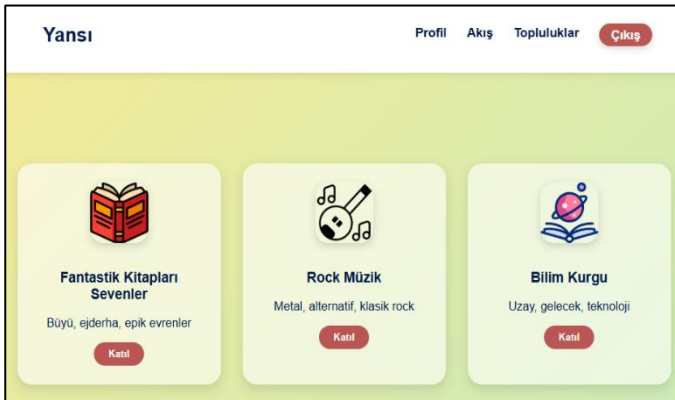 Yansı
Profil Akış Topluluklar Çıkış
Fantastik Kitapları
Sevenler
Büyü, ejderha, epik evrenler
Katıl
Rock Müzik
Metal, alternatif, klasik rock
Katıl
Bilim Kurgu
Uzay, gelecek, teknoloji
Katıl